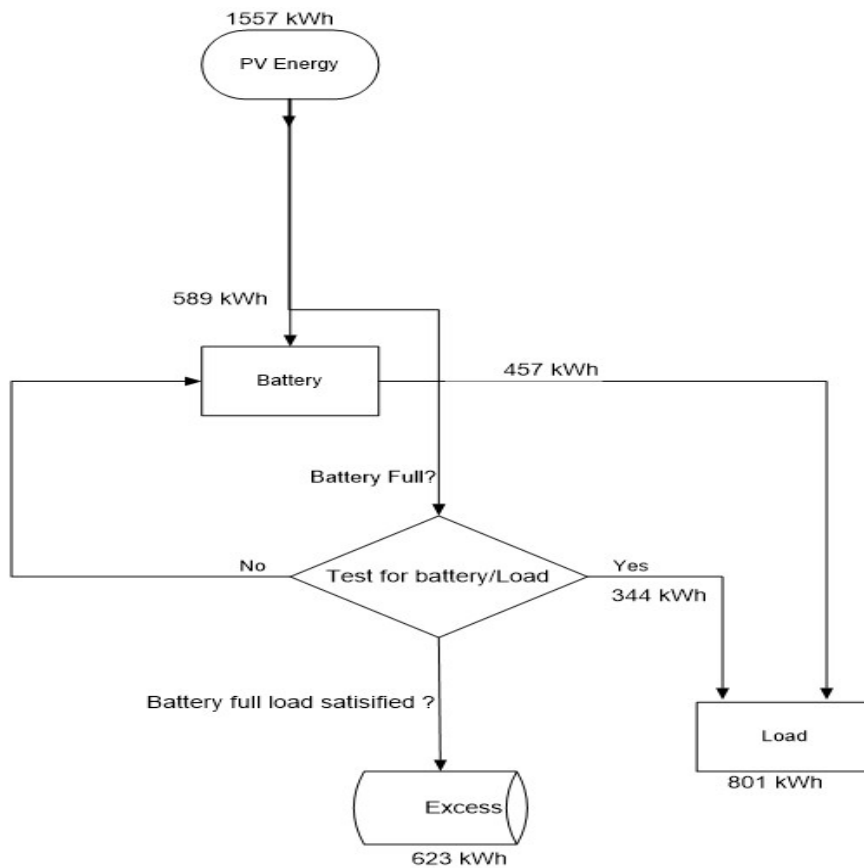 1557 kWh
PV Energy
589 kWh
Battery
457 kWh
Battery Full?
No
Test for battery/Load
Yes
344 kWh
Battery full load satisified ?
Load
801 kWh
Excess
623 kWh